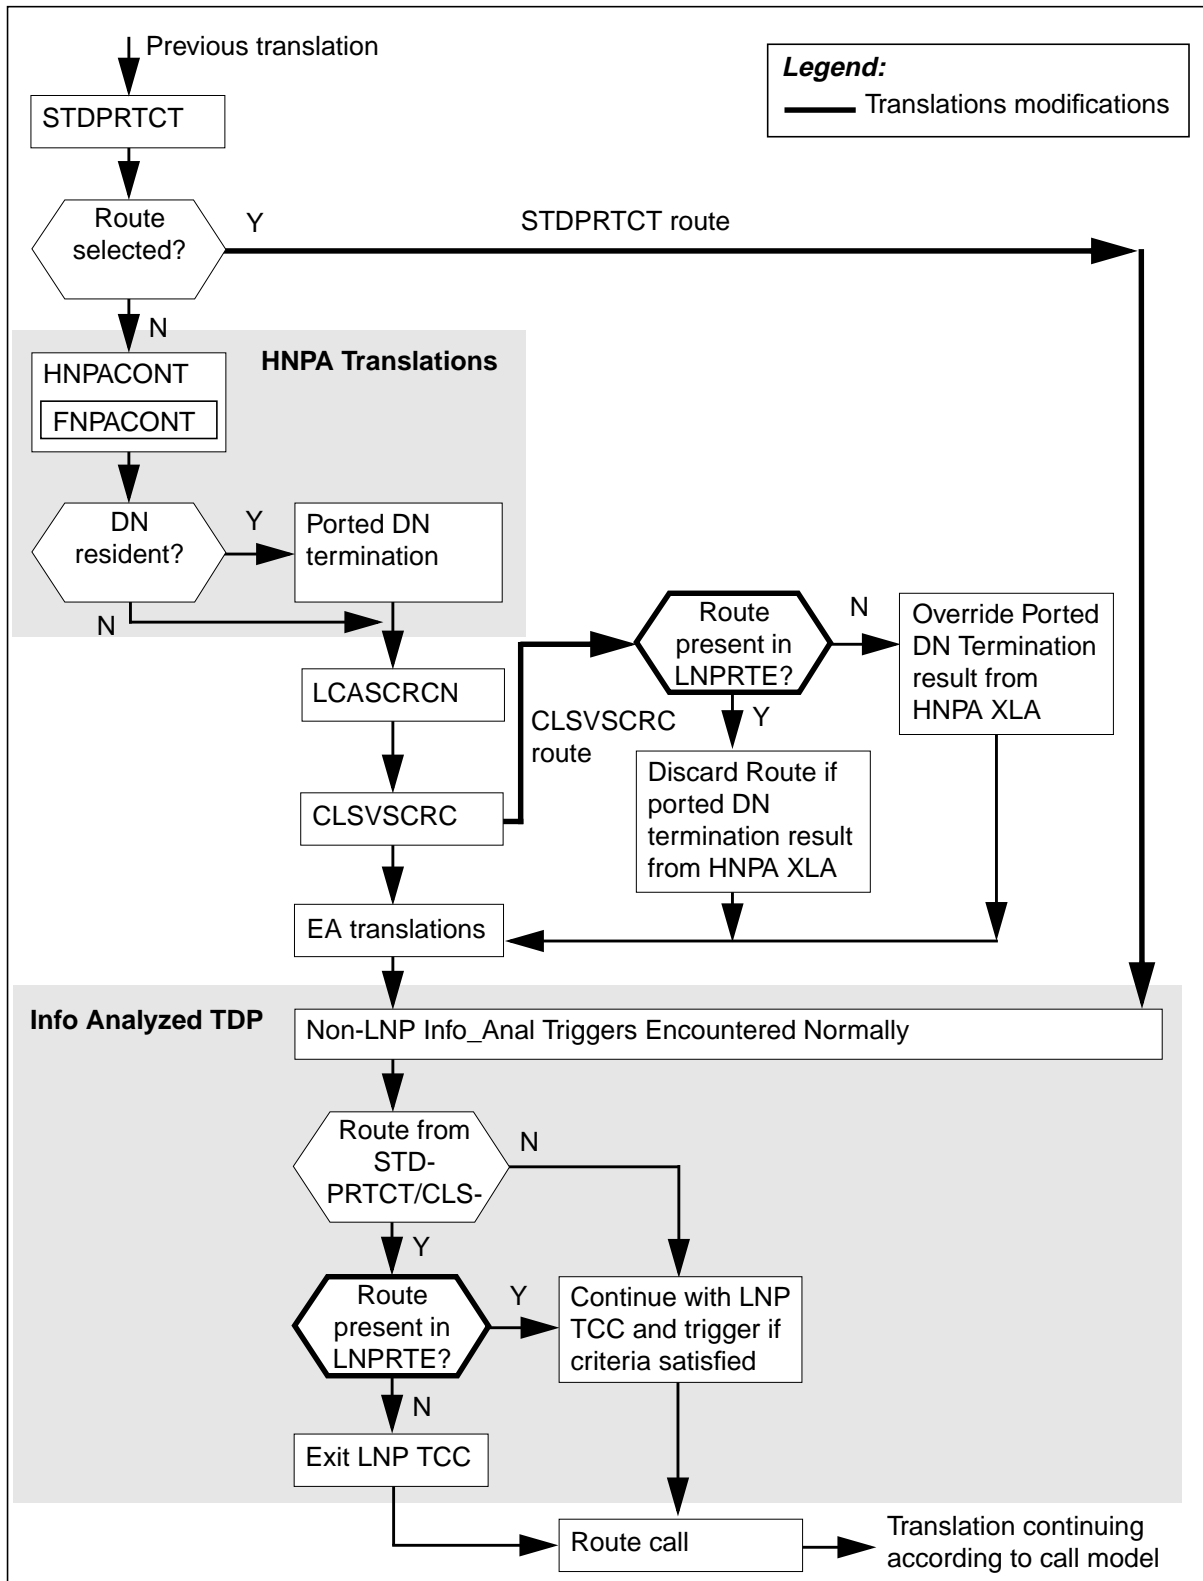 Previous translation
Legend:
Translations modifications
STDPRTCT
Route
selected?
Y
STDPRTCT route
N
HNPA Translations
HNPACONT
FNPACONT
DN
resident?
Y
Ported DN
termination
N
LCASCRCN
CLSVSCRC
CLSVSCRC
route
Route
present in
LNPRTE?
N
Override Ported
DN Termination
result from
HNPA XLA
Y
Discard Route if
ported DN
termination result
from HNPA XLA
EA translations
Info Analyzed TDP
Non-LNP Info_Anal Triggers Encountered Normally
Route from
STD-
PRTCT/CLS-
N
Y
Route
present in
LNPRTE?
Y
Continue with LNP
TCC and trigger if
criteria satisfied
N
Exit LNP TCC
Route call
Translation continuing
according to call model